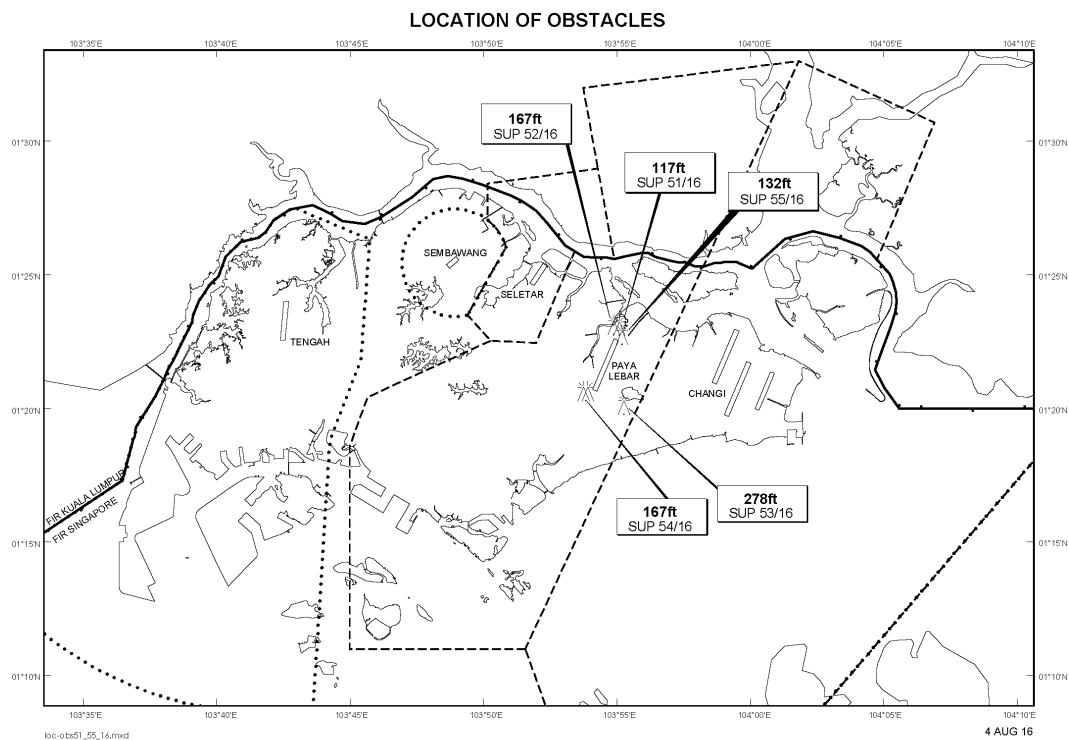 LOCATION OF OBSTACLES
103°35'E 103°40'E 103°45'E 103°50'E 103°55'E 104°00'E 104°05'E 104°10'E
01°30'N 01°30'N
167ft
SUP 52/16
117ft
SUP 51/16
132ft
SUP 55/16
SEMBAWANG
01°25'N 01°25'N
SELETAR
TENGAH
PAYA
LEBAR
CHANGI
01°20'N 01°20'N
FIR KUALA LUMPUR
FIR SINGAPORE
278ft
SUP 53/16
167ft
SUP 54/16
01°15'N 01°15'N
01°10'N 01°10'N
103°35'E 103°40'E 103°45'E 103°50'E 103°55'E 104°00'E 104°05'E 104°10'E
loc-obs51_55_16.mxd
4 AUG 16